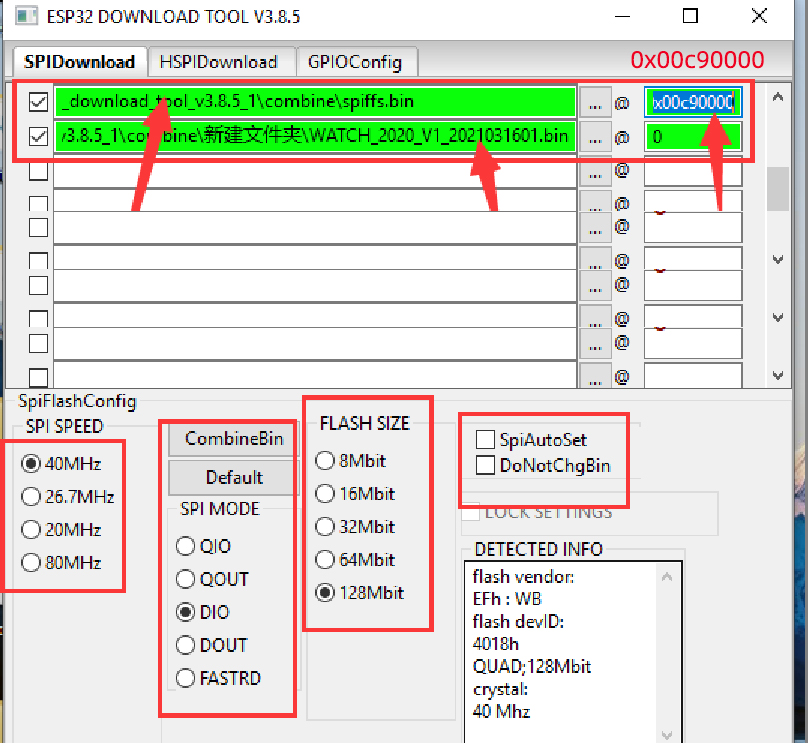 ESP32 DOWNLOAD TOOL V3.8.5
SPIDownload HSPIDownload GPIOConfig 0x00c90000
_download_tool_v3.8.5_1\combine\spiffs.bin ... @ x00c90000
r3.8.5_1\combine\新建文件夹\WATCH_2020_V1_2021031601.bin ... @ 0
... @
... @
... @
... @
... @
... @
... @
... @
SpiFlashConfig
SPI SPEED
40MHz
26.7MHz
20MHz
80MHz
CombineBin
Default
SPI MODE
QIO
QOUT
DIO
DOUT
FASTRD
FLASH SIZE
8Mbit
16Mbit
32Mbit
64Mbit
128Mbit
SpiAutoSet
DoNotChgBin
LOCK SETTINGS
DETECTED INFO
flash vendor:
EFh : WB
flash devID:
4018h
QUAD;128Mbit
crystal:
40 Mhz